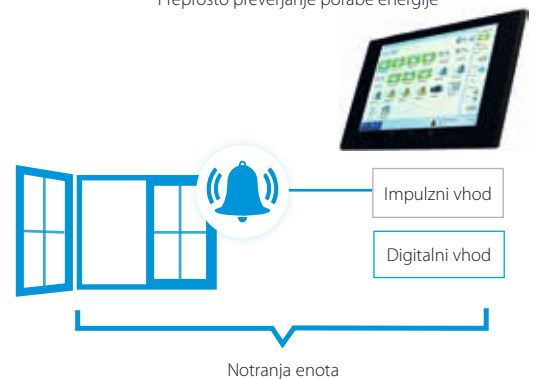 Preprosto preverjanje porabe energije
Impulzni vhod
Digitalni vhod
Notranja enota